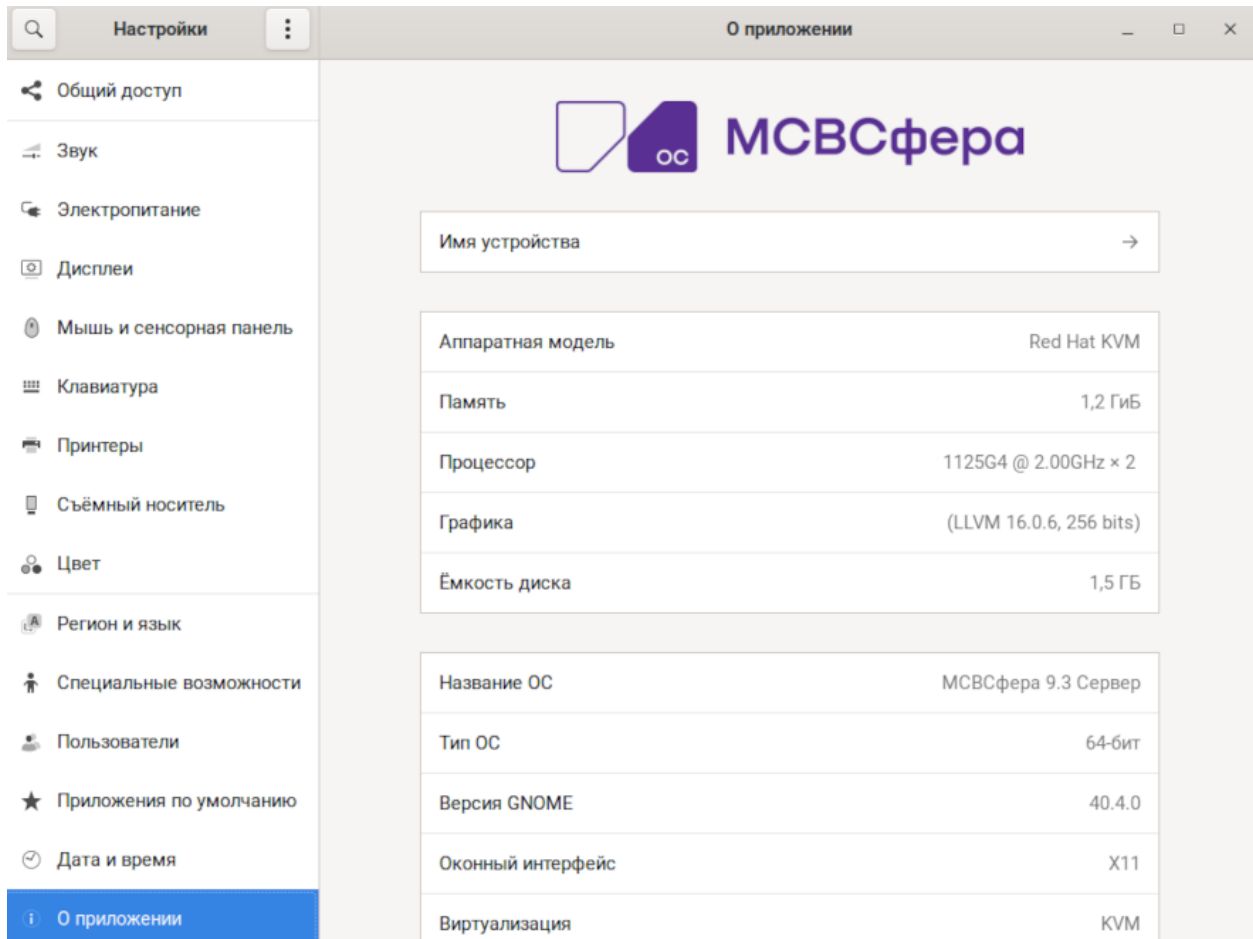 Настройки
О приложении
Общий доступ
Звук
Электропитание
Дисплеи
Мышь и сенсорная панель
Клавиатура
Принтеры
Съёмный носитель
Цвет
Регион и язык
Специальные возможности
Пользователи
Приложения по умолчанию
Дата и время
О приложении
ос МСВСфера
Имя устройства
Аппаратная модель Red Hat KVM
Память 1,2 ГиБ
Процессор 1125G4 @ 2.00GHz × 2
Графика (LLVM 16.0.6, 256 bits)
Ёмкость диска 1,5 ГБ
Название ОС МСВСфера 9.3 Сервер
Тип ОС 64-бит
Версия GNOME 40.4.0
Оконный интерфейс X11
Виртуализация KVM